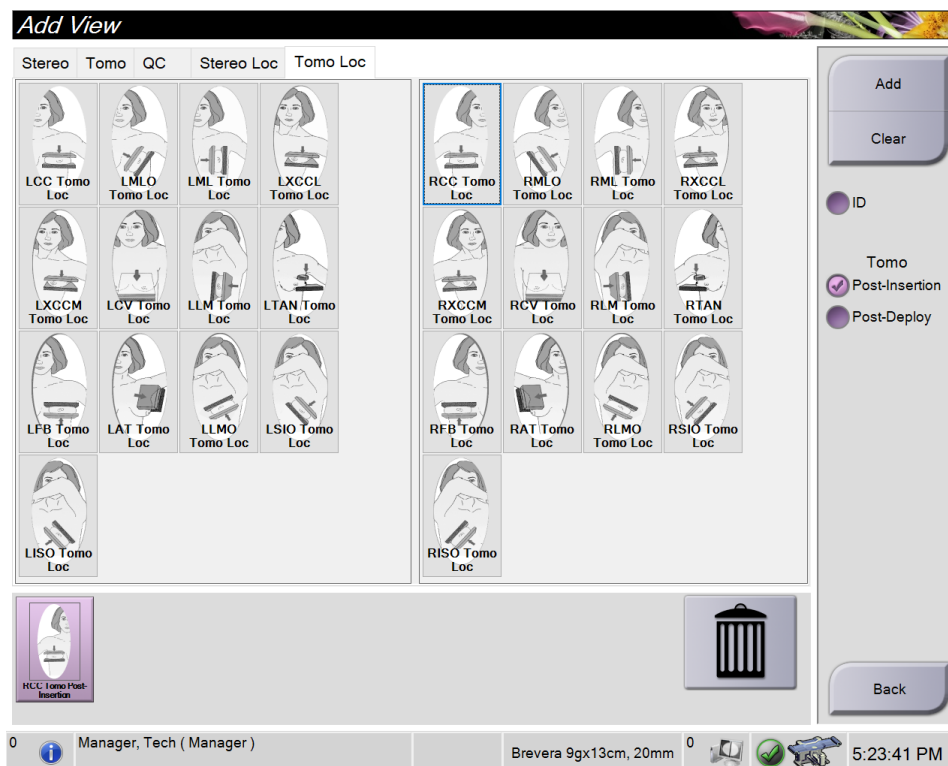 Add View
Stereo Tomo QC Stereo Loc Tomo Loc
LCC Tomo
Loc
LMLO
Tomo Loc
LML Tomo
Loc
LXCCL
Tomo Loc
RCC Tomo
Loc
RMLO
Tomo Loc
RML Tomo
Loc
RXCCL
Tomo Loc
LXCCM
Tomo Loc
LCV Tomo
Loc
LLM Tomo
Loc
LTAN Tomo
Loc
RXCCM
Tomo Loc
RCV Tomo
Loc
RLM Tomo
Loc
RTAN
Tomo Loc
LFB Tomo
Loc
LAT Tomo
Loc
LLMO
Tomo Loc
LSIO Tomo
Loc
RFB Tomo
Loc
RAT Tomo
Loc
RLMO
Tomo Loc
RSIO Tomo
Loc
LISO Tomo
Loc
RISO Tomo
Loc
Add
Clear
ID
Tomo
Post-Insertion
Post-Deploy
RCC Tomo Post-
Insertion
Back
0 Manager, Tech ( Manager ) Brevera 9gx13cm, 20mm 0 5:23:41 PM